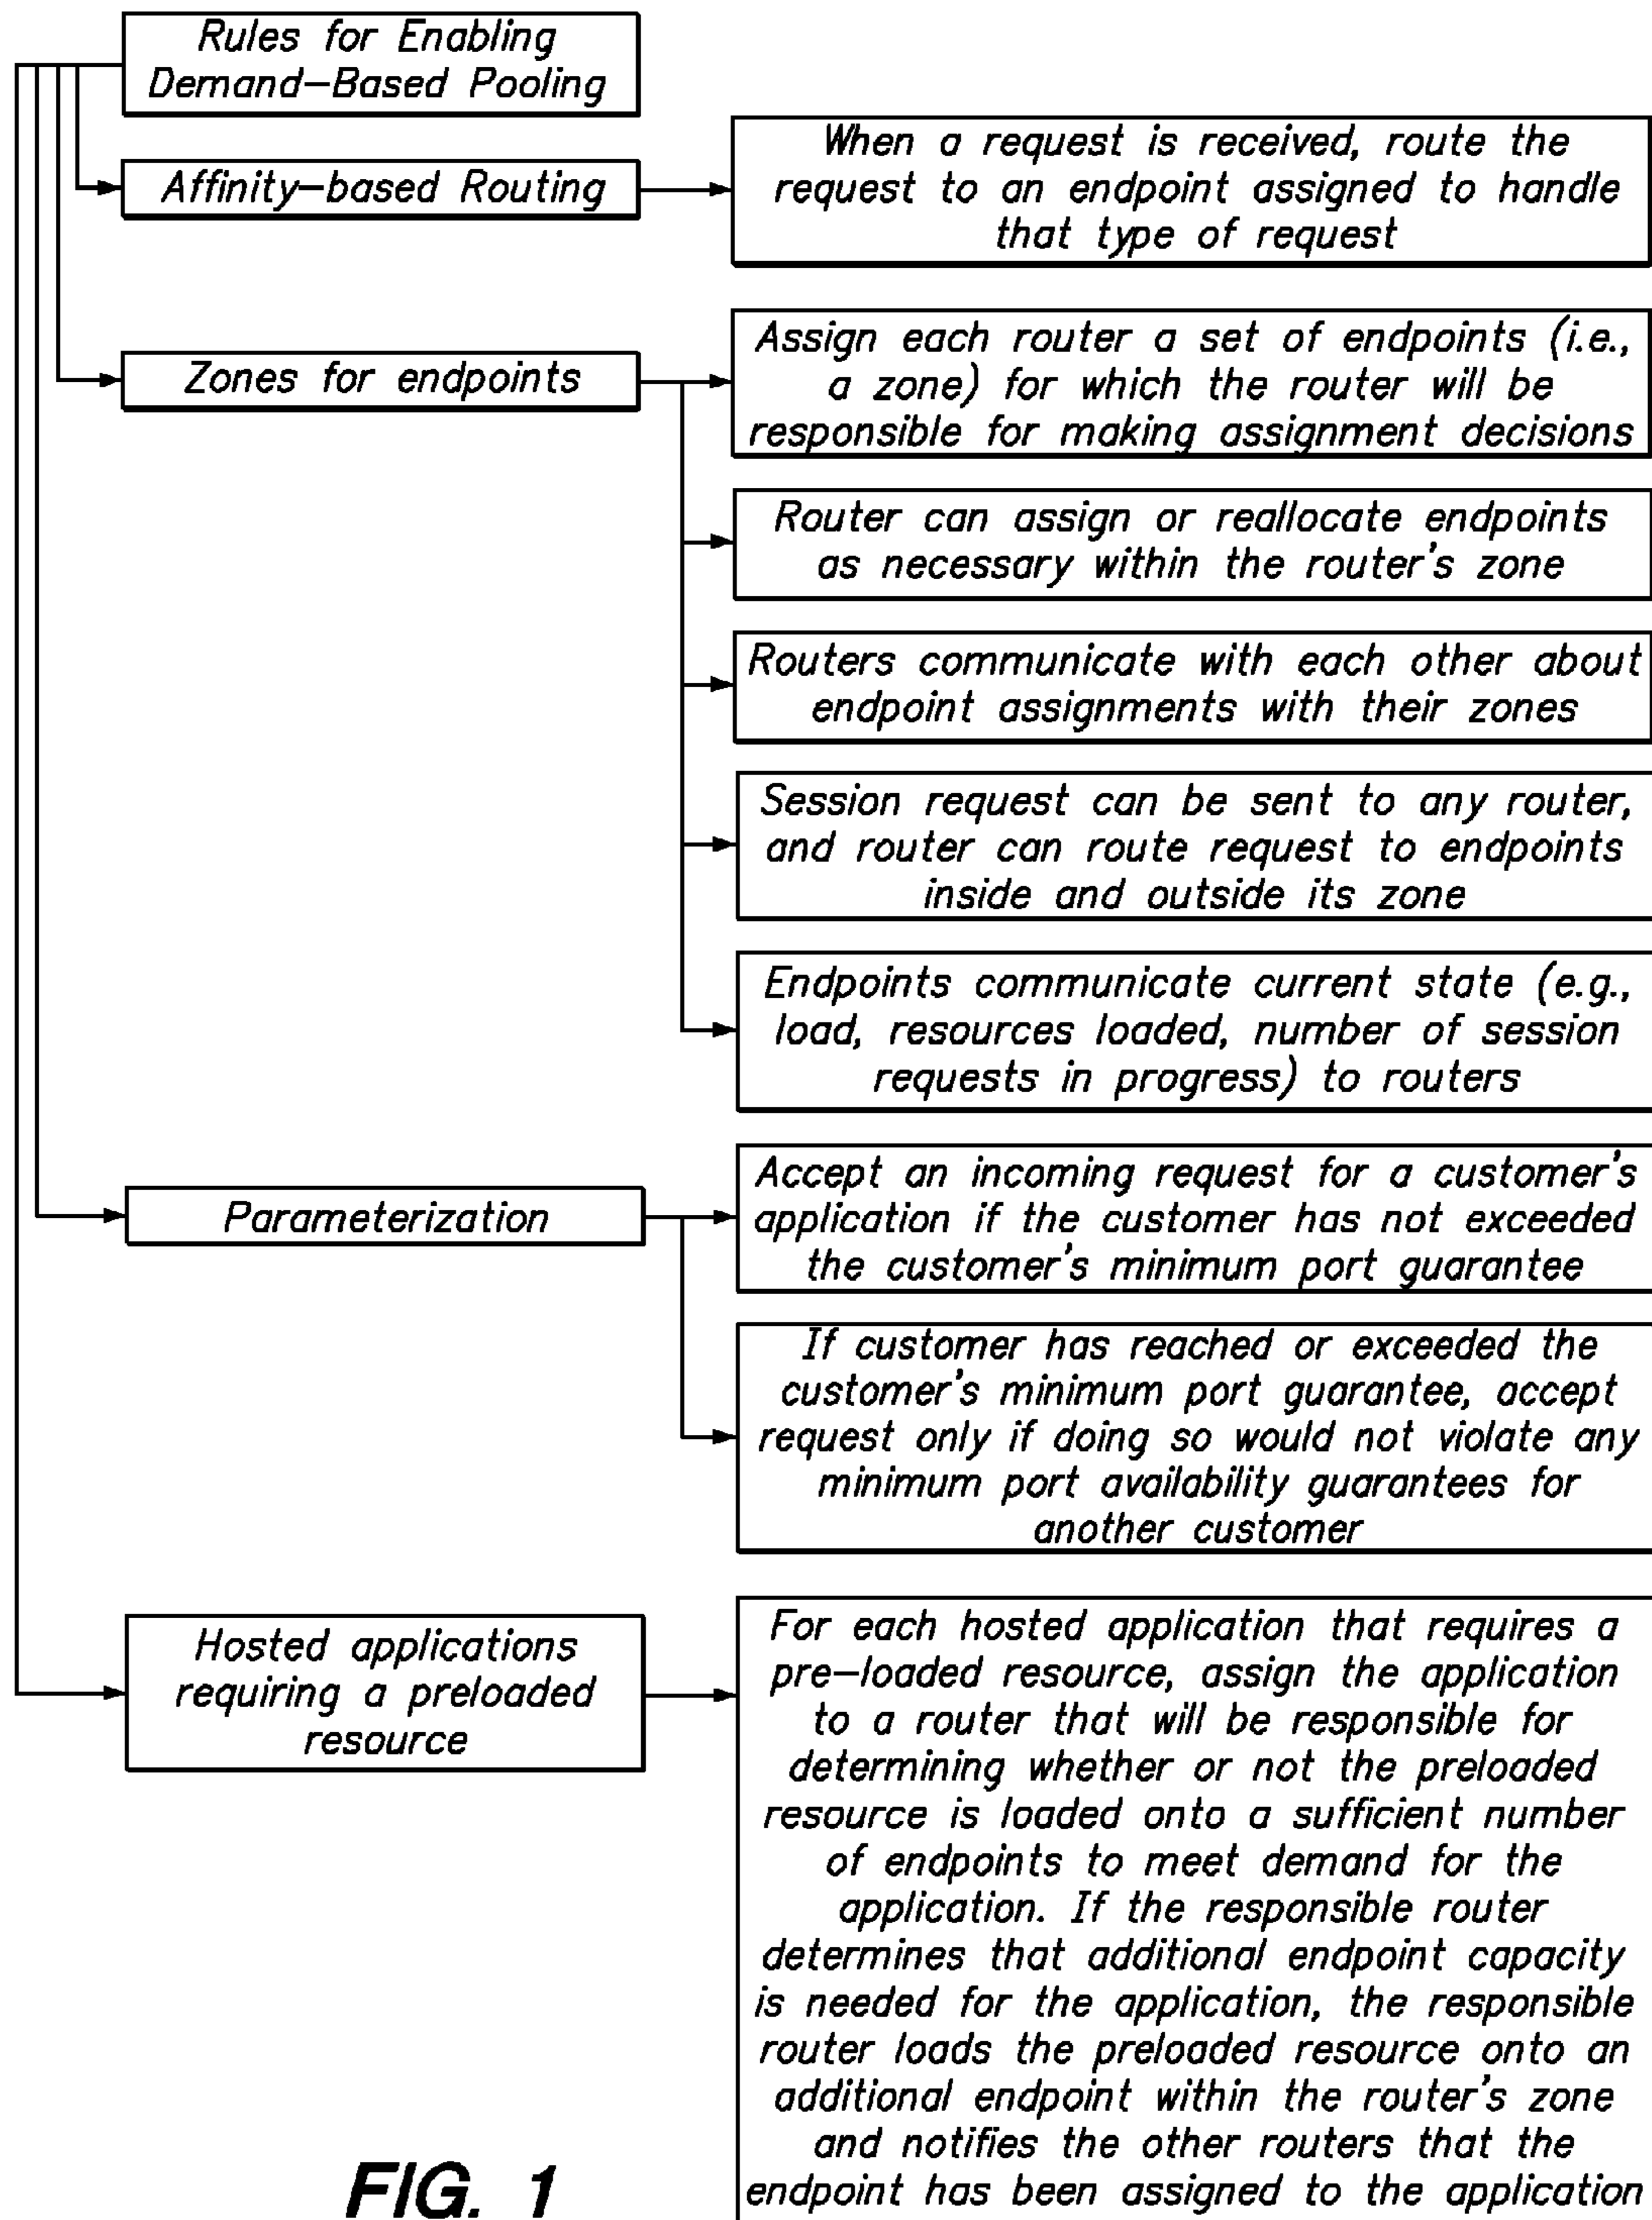 Rules for Enabling
Demand-Based Pooling
Affinity-based Routing
When a request is received, route the
request to an endpoint assigned to handle
that type of request
Zones for endpoints
Assign each router a set of endpoints (i.e.,
a zone) for which the router will be
responsible for making assignment decisions
Router can assign or reallocate endpoints
as necessary within the router's zone
Routers communicate with each other about
endpoint assignments with their zones
Session request can be sent to any router,
and router can route request to endpoints
inside and outside its zone
Endpoints communicate current state (e.g.,
load, resources loaded, number of session
requests in progress) to routers
Parameterization
Accept an incoming request for a customer's
application if the customer has not exceeded
the customer's minimum port guarantee
If customer has reached or exceeded the
customer's minimum port guarantee, accept
request only if doing so would not violate any
minimum port availability guarantees for
another customer
Hosted applications
requiring a preloaded
resource
For each hosted application that requires a
pre-loaded resource, assign the application
to a router that will be responsible for
determining whether or not the preloaded
resource is loaded onto a sufficient number
of endpoints to meet demand for the
application. If the responsible router
determines that additional endpoint capacity
is needed for the application, the responsible
router loads the preloaded resource onto an
additional endpoint within the router's zone
and notifies the other routers that the
endpoint has been assigned to the application
FIG. 1